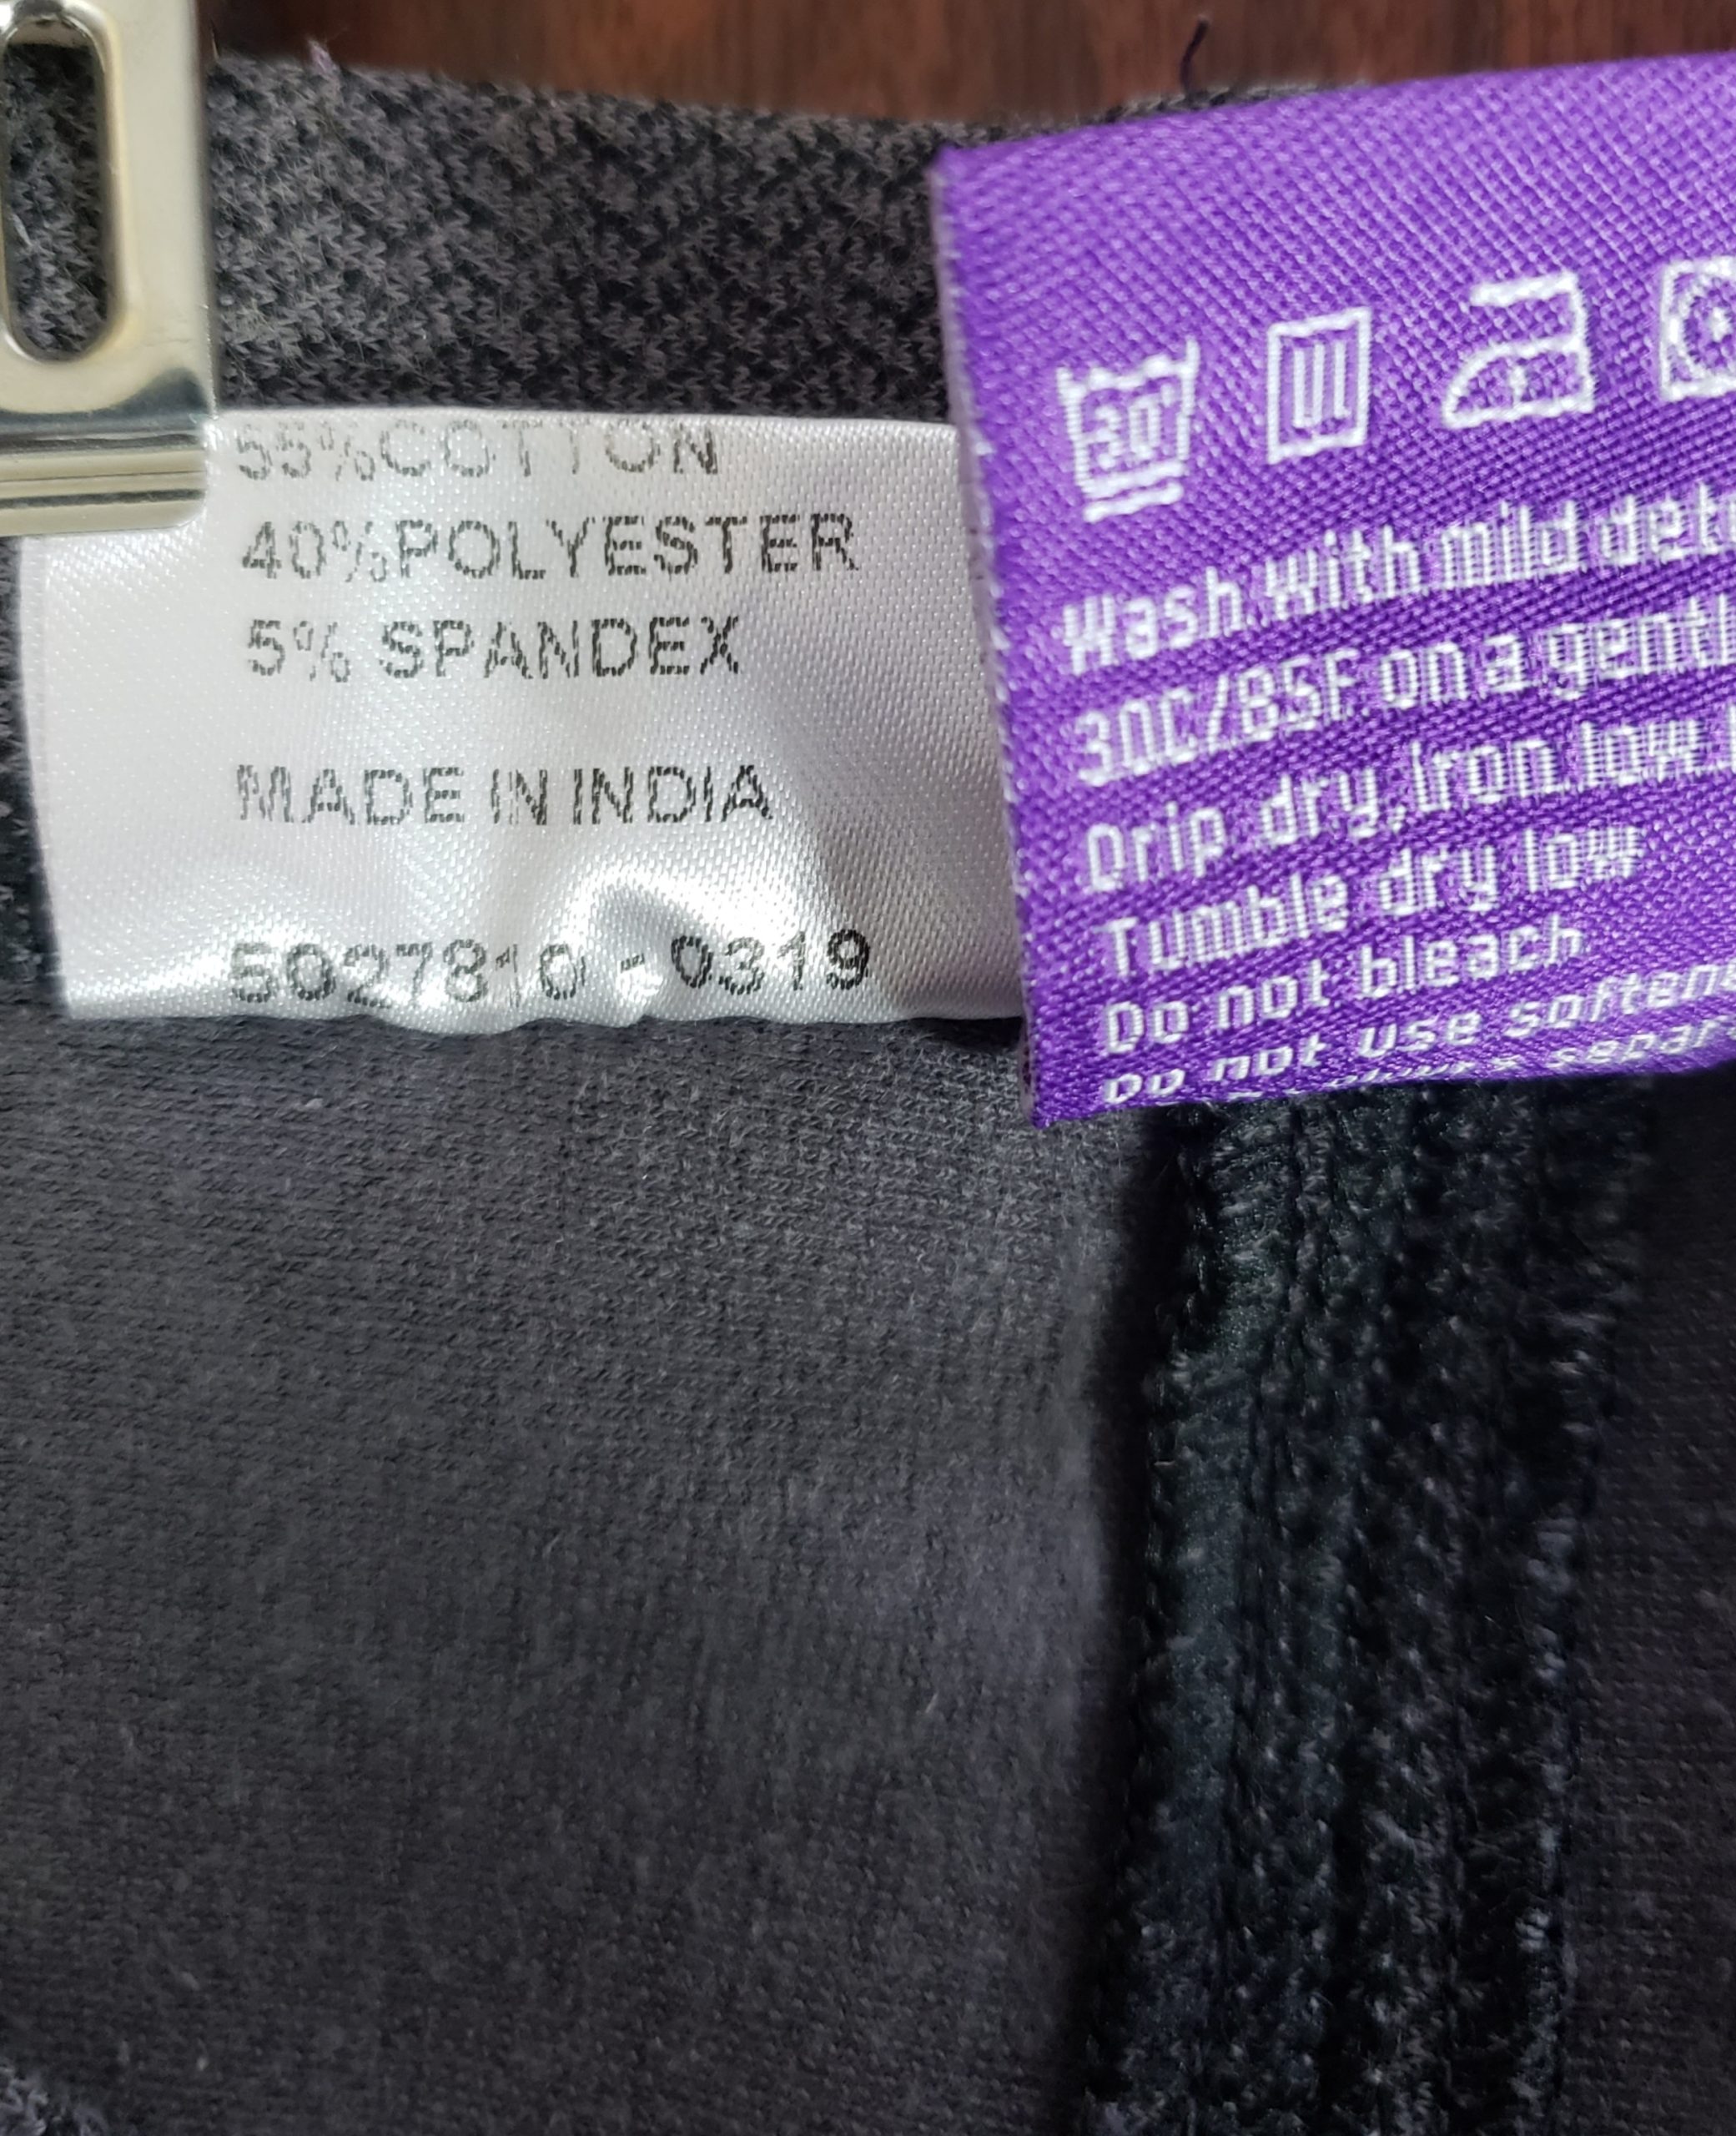 55%COTTON
40%POLYESTER
5% SPANDEX
MADE IN INDIA
5027810 - 0319
30°
Wash With mild
30C/85F on a
Drip dry, iron low
Tumble dry low
Do not bleach
Do not use